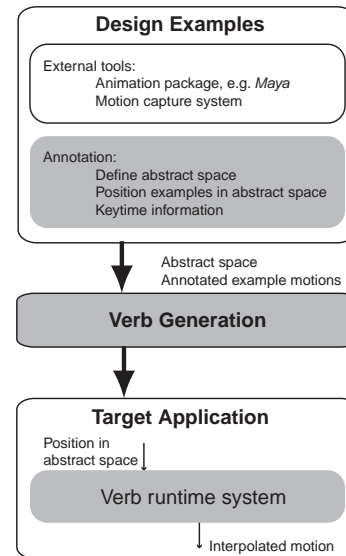 Design Examples
External tools:
Animation package, e.g. Maya
Motion capture system
Annotation:
Define abstract space
Position examples in abstract space
Keytime information
Abstract space
Annotated example motions
Verb Generation
Target Application
Position in
abstract space
Verb runtime system
Interpolated motion